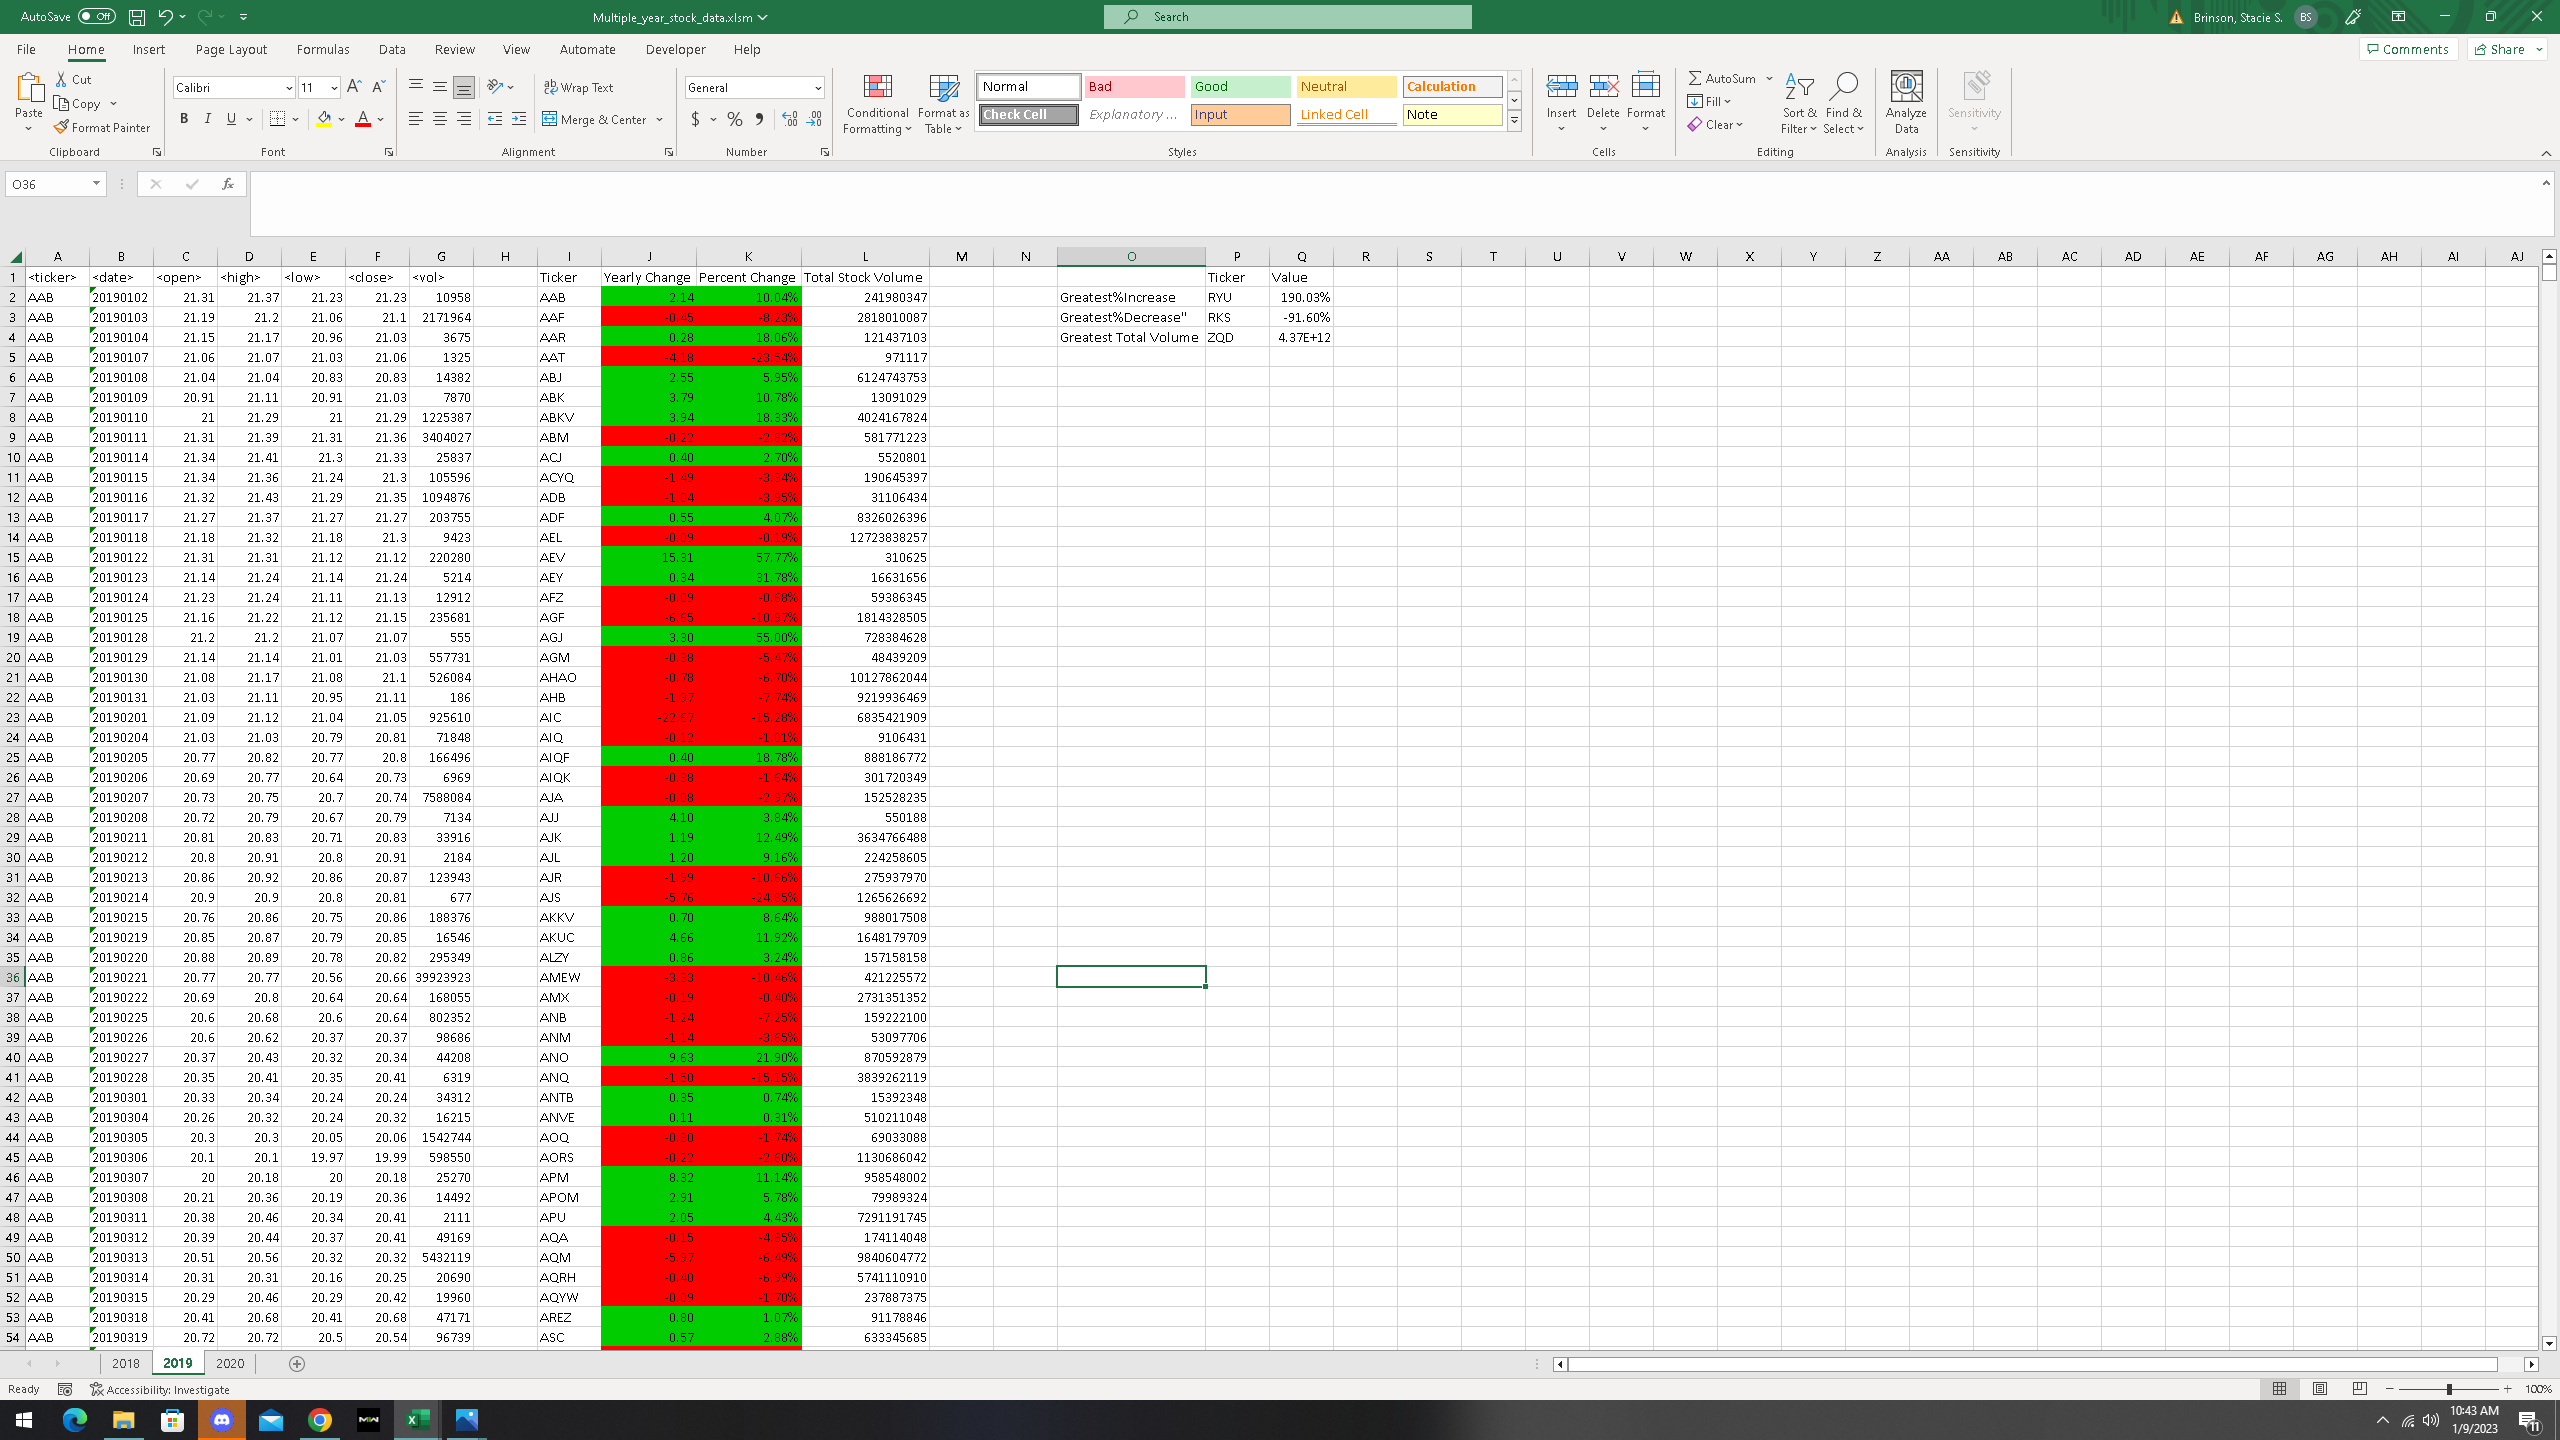 AutoSave Off Multiple_year_stock_data.xlsm Search Brinson, Stacie S. BS
File Home Insert Page Layout Formulas Data Review View Automate Developer Help Comments Share
Paste Cut Copy Format Painter Clipboard
Calibri 11 B I U A Font
Wrap Text Merge & Center Alignment
General $ % Number
Conditional Formatting Format as Table
Normal Bad Good Neutral Calculation
Check Cell Explanatory ... Input Linked Cell Note
Styles
Insert Delete Format Cells
AutoSum Fill Clear Sort & Filter Find & Select Editing
Analyze Data Analysis
Sensitivity Sensitivity
O36 fx
A B C D E F G H I J K L M N O P Q R S T U V W X Y Z AA AB AC AD AE AF AG AH AI AJ
1 <ticker> <date> <open> <high> <low> <close> <vol> Ticker Yearly Change Percent Change Total Stock Volume Ticker Value
2 AAB 20190102 21.31 21.37 21.23 21.23 10958 AAB 2.14 10.04% 241980347 Greatest%Increase RYU 190.03%
3 AAB 20190103 21.19 21.2 21.06 21.1 2171964 AAF -0.45 -8.23% 2818010087 Greatest%Decrease" RKS -91.60%
4 AAB 20190104 21.15 21.17 20.96 21.03 3675 AAR 0.28 18.06% 121437103 Greatest Total Volume ZQD 4.37E+12
5 AAB 20190107 21.06 21.07 21.03 21.06 1325 AAT -4.18 -23.54% 971117
6 AAB 20190108 21.04 21.04 20.83 20.83 14382 ABJ 2.55 5.95% 6124743753
7 AAB 20190109 20.91 21.11 20.91 21.03 7870 ABK 3.79 10.78% 13091029
8 AAB 20190110 21 21.29 21 21.29 1225387 ABKV 3.94 18.33% 4024167824
9 AAB 20190111 21.31 21.39 21.31 21.36 3404027 ABM -0.22 -2.82% 581771223
10 AAB 20190114 21.34 21.41 21.3 21.33 25837 ACJ 0.40 2.70% 5520801
11 AAB 20190115 21.34 21.36 21.24 21.3 105596 ACYQ -1.49 -3.34% 190645397
12 AAB 20190116 21.32 21.43 21.29 21.35 1094876 ADB -1.04 -3.95% 31106434
13 AAB 20190117 21.27 21.37 21.27 21.27 203755 ADF 0.55 4.07% 8326026396
14 AAB 20190118 21.18 21.32 21.18 21.3 9423 AEL -0.09 -0.19% 12723838257
15 AAB 20190122 21.31 21.31 21.12 21.12 220280 AEV 15.31 57.77% 310625
16 AAB 20190123 21.14 21.24 21.14 21.24 5214 AEY 0.34 31.78% 16631656
17 AAB 20190124 21.23 21.24 21.11 21.13 12912 AFZ -0.09 -0.68% 59386345
18 AAB 20190125 21.16 21.22 21.12 21.15 235681 AGF -6.65 -10.97% 1814328505
19 AAB 20190128 21.2 21.2 21.07 21.07 555 AGJ 3.30 55.00% 728384628
20 AAB 20190129 21.14 21.14 21.01 21.03 557731 AGM -0.38 -5.47% 48439209
21 AAB 20190130 21.08 21.17 21.08 21.1 526084 AHAO -0.78 -6.70% 10127862044
22 AAB 20190131 21.03 21.11 20.95 21.11 186 AHB -1.97 -7.74% 9219936469
23 AAB 20190201 21.09 21.12 21.04 21.05 925610 AIC -22.67 -15.28% 6835421909
24 AAB 20190204 21.03 21.03 20.79 20.81 71848 AIQ -0.12 -1.01% 9106431
25 AAB 20190205 20.77 20.82 20.77 20.8 166496 AIQF 0.40 18.78% 888186772
26 AAB 20190206 20.69 20.77 20.64 20.73 6969 AIQK -0.38 -1.64% 301720349
27 AAB 20190207 20.73 20.75 20.7 20.74 7588084 AJA -0.08 -2.97% 152528235
28 AAB 20190208 20.72 20.79 20.67 20.79 7134 AJJ 4.10 3.84% 550188
29 AAB 20190211 20.81 20.83 20.71 20.83 33916 AJK 1.19 12.49% 3634766488
30 AAB 20190212 20.8 20.91 20.8 20.91 2184 AJL 1.20 9.16% 224258605
31 AAB 20190213 20.86 20.92 20.86 20.87 123943 AJR -1.99 -10.66% 275937970
32 AAB 20190214 20.9 20.9 20.8 20.81 677 AJS -5.76 -24.85% 1265626692
33 AAB 20190215 20.76 20.86 20.75 20.86 188376 AKKV 0.70 8.64% 988017508
34 AAB 20190219 20.85 20.87 20.79 20.85 16546 AKUC 4.66 11.92% 1648179709
35 AAB 20190220 20.88 20.89 20.78 20.82 295349 ALZY 0.86 3.24% 157158158
36 AAB 20190221 20.77 20.77 20.56 20.66 39923923 AMEW -3.33 -10.46% 421225572
37 AAB 20190222 20.69 20.8 20.64 20.64 168055 AMX -0.19 -0.40% 2731351352
38 AAB 20190225 20.6 20.68 20.6 20.64 802352 ANB -1.24 -7.25% 159222100
39 AAB 20190226 20.6 20.62 20.37 20.37 98686 ANM -1.14 -3.65% 53097706
40 AAB 20190227 20.37 20.43 20.32 20.34 44208 ANO 9.63 21.90% 870592879
41 AAB 20190228 20.35 20.41 20.35 20.41 6319 ANQ -1.50 -15.15% 3839262119
42 AAB 20190301 20.33 20.34 20.24 20.24 34312 ANTB 0.35 0.74% 15392348
43 AAB 20190304 20.26 20.32 20.24 20.32 16215 ANVE 0.11 0.31% 510211048
44 AAB 20190305 20.3 20.3 20.05 20.06 1542744 AOQ -0.80 -1.74% 69033088
45 AAB 20190306 20.1 20.1 19.97 19.99 598550 AORS -0.22 -2.60% 1130686042
46 AAB 20190307 20 20.18 20 20.18 25270 APM 8.32 11.14% 958548002
47 AAB 20190308 20.21 20.36 20.19 20.36 14492 APOM 2.91 5.78% 79989324
48 AAB 20190311 20.38 20.46 20.34 20.41 2111 APU 2.05 4.43% 7291191745
49 AAB 20190312 20.39 20.44 20.37 20.41 49169 AQA -0.15 -4.85% 174114048
50 AAB 20190313 20.51 20.56 20.32 20.32 5432119 AQM -5.97 -6.49% 9840604772
51 AAB 20190314 20.31 20.31 20.16 20.25 20690 AQRH -0.40 -6.99% 5741110910
52 AAB 20190315 20.29 20.46 20.29 20.42 19960 AQYW -0.09 -1.70% 237887375
53 AAB 20190318 20.41 20.68 20.41 20.68 47171 AREZ 0.80 1.07% 91178846
54 AAB 20190319 20.72 20.72 20.5 20.54 96739 ASC 0.57 2.88% 633345685
2018 2019 2020
Ready Accessibility: Investigate 100%
10:43 AM
1/9/2023
11